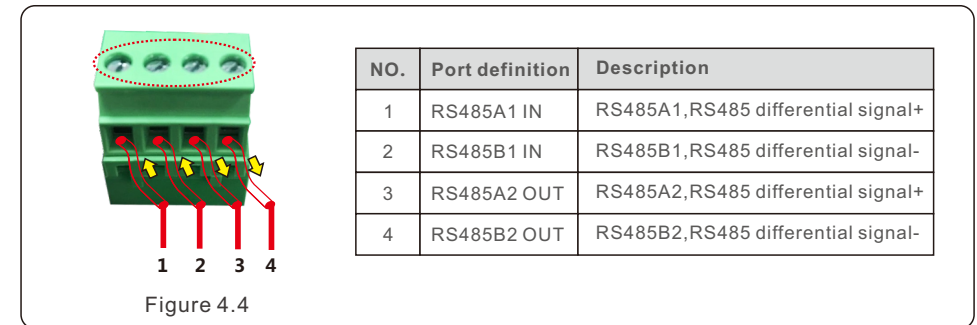 NO. Port definition Description
1 RS485A1 IN RS485A1,RS485 differential signal+
2 RS485B1 IN RS485B1,RS485 differential signal-
3 RS485A2 OUT RS485A2,RS485 differential signal+
4 RS485B2 OUT RS485B2,RS485 differential signal-
1 2 3 4
Figure 4.4